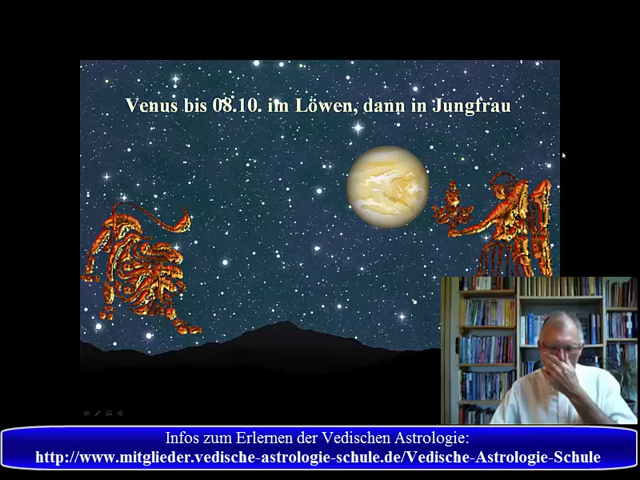 Venus bis 08.10. im Löwen, dann in Jungfrau
Infos zum Erlernen der Vedischen Astrologie:
http://www.mitglieder.vedische-astrologie-schule.de/Vedische-Astrologie-Schule